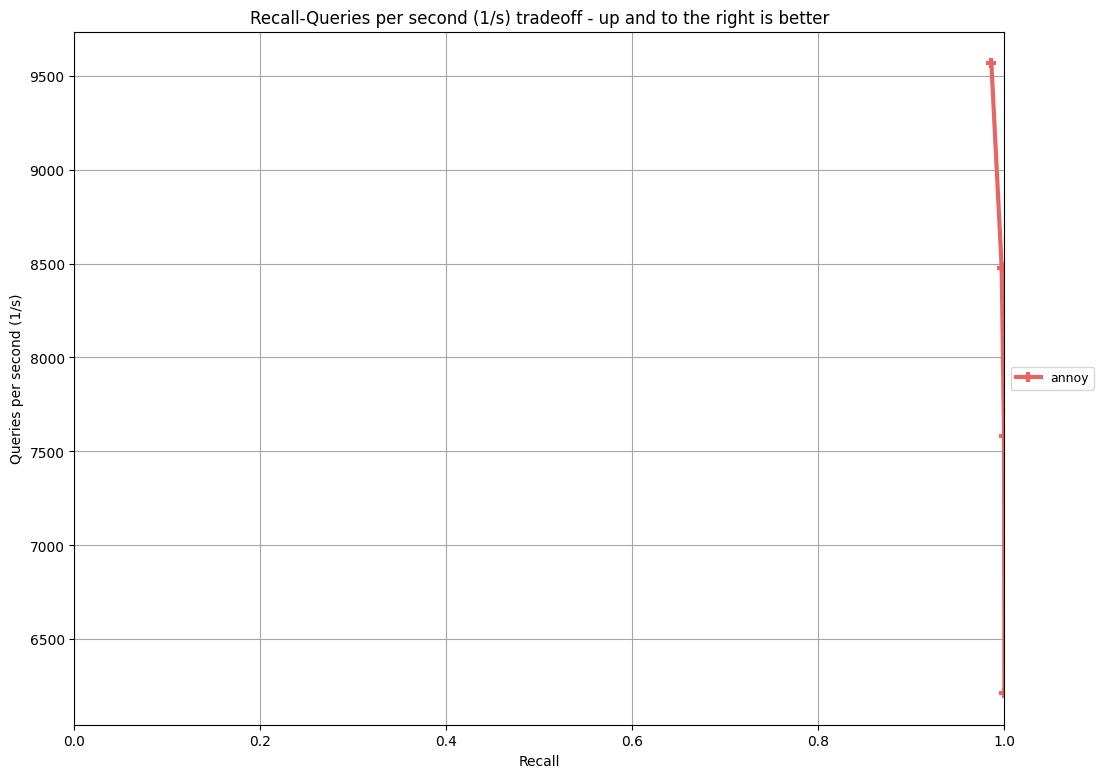 Recall-Queries per second (1/s) tradeoff - up and to the right is better
9500
9000
8500
8000
7500
7000
6500
Queries per second (1/s)
annoy
0.0 0.2 0.4 0.6 0.8 1.0
Recall